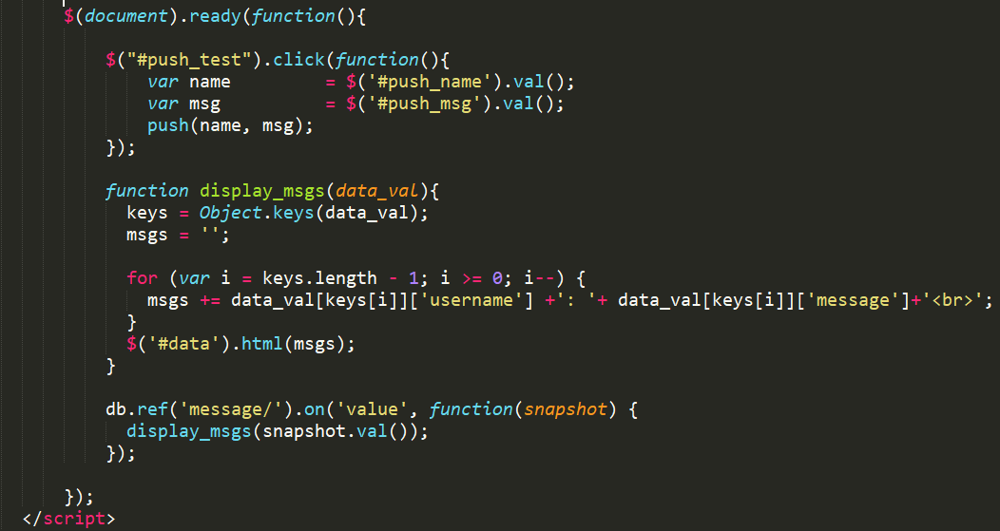 $(document).ready(function(){
$("#push_test").click(function(){
var name = $('#push_name').val();
var msg = $('#push_msg').val();
push(name, msg);
});
function display_msgs(data_val){
keys = Object.keys(data_val);
msgs = '';
for (var i = keys.length - 1; i >= 0; i--) {
msgs += data_val[keys[i]]['username'] +': '+ data_val[keys[i]]['message']+'<br>';
}
$('#data').html(msgs);
}
db.ref('message/').on('value', function(snapshot) {
display_msgs(snapshot.val());
});
});
</script>